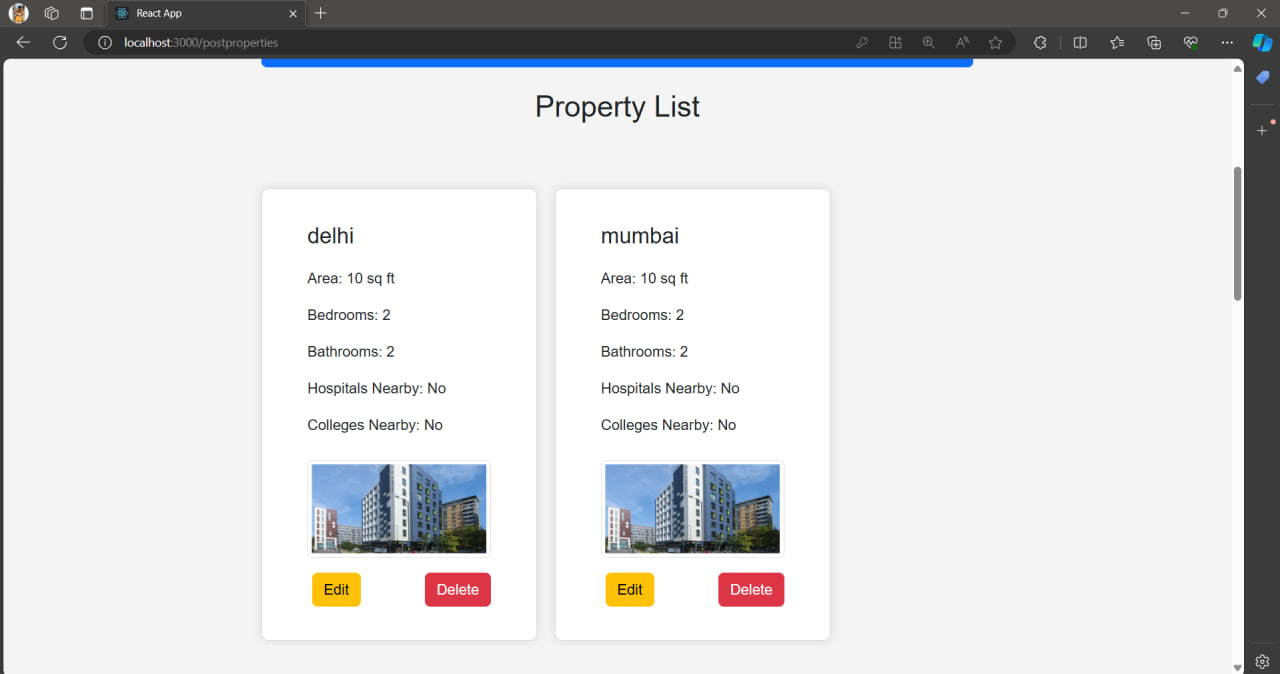 React App
localhost:3000/postproperties
Property List
delhi
Area: 10 sq ft
Bedrooms: 2
Bathrooms: 2
Hospitals Nearby: No
Colleges Nearby: No
Edit
Delete
mumbai
Area: 10 sq ft
Bedrooms: 2
Bathrooms: 2
Hospitals Nearby: No
Colleges Nearby: No
Edit
Delete